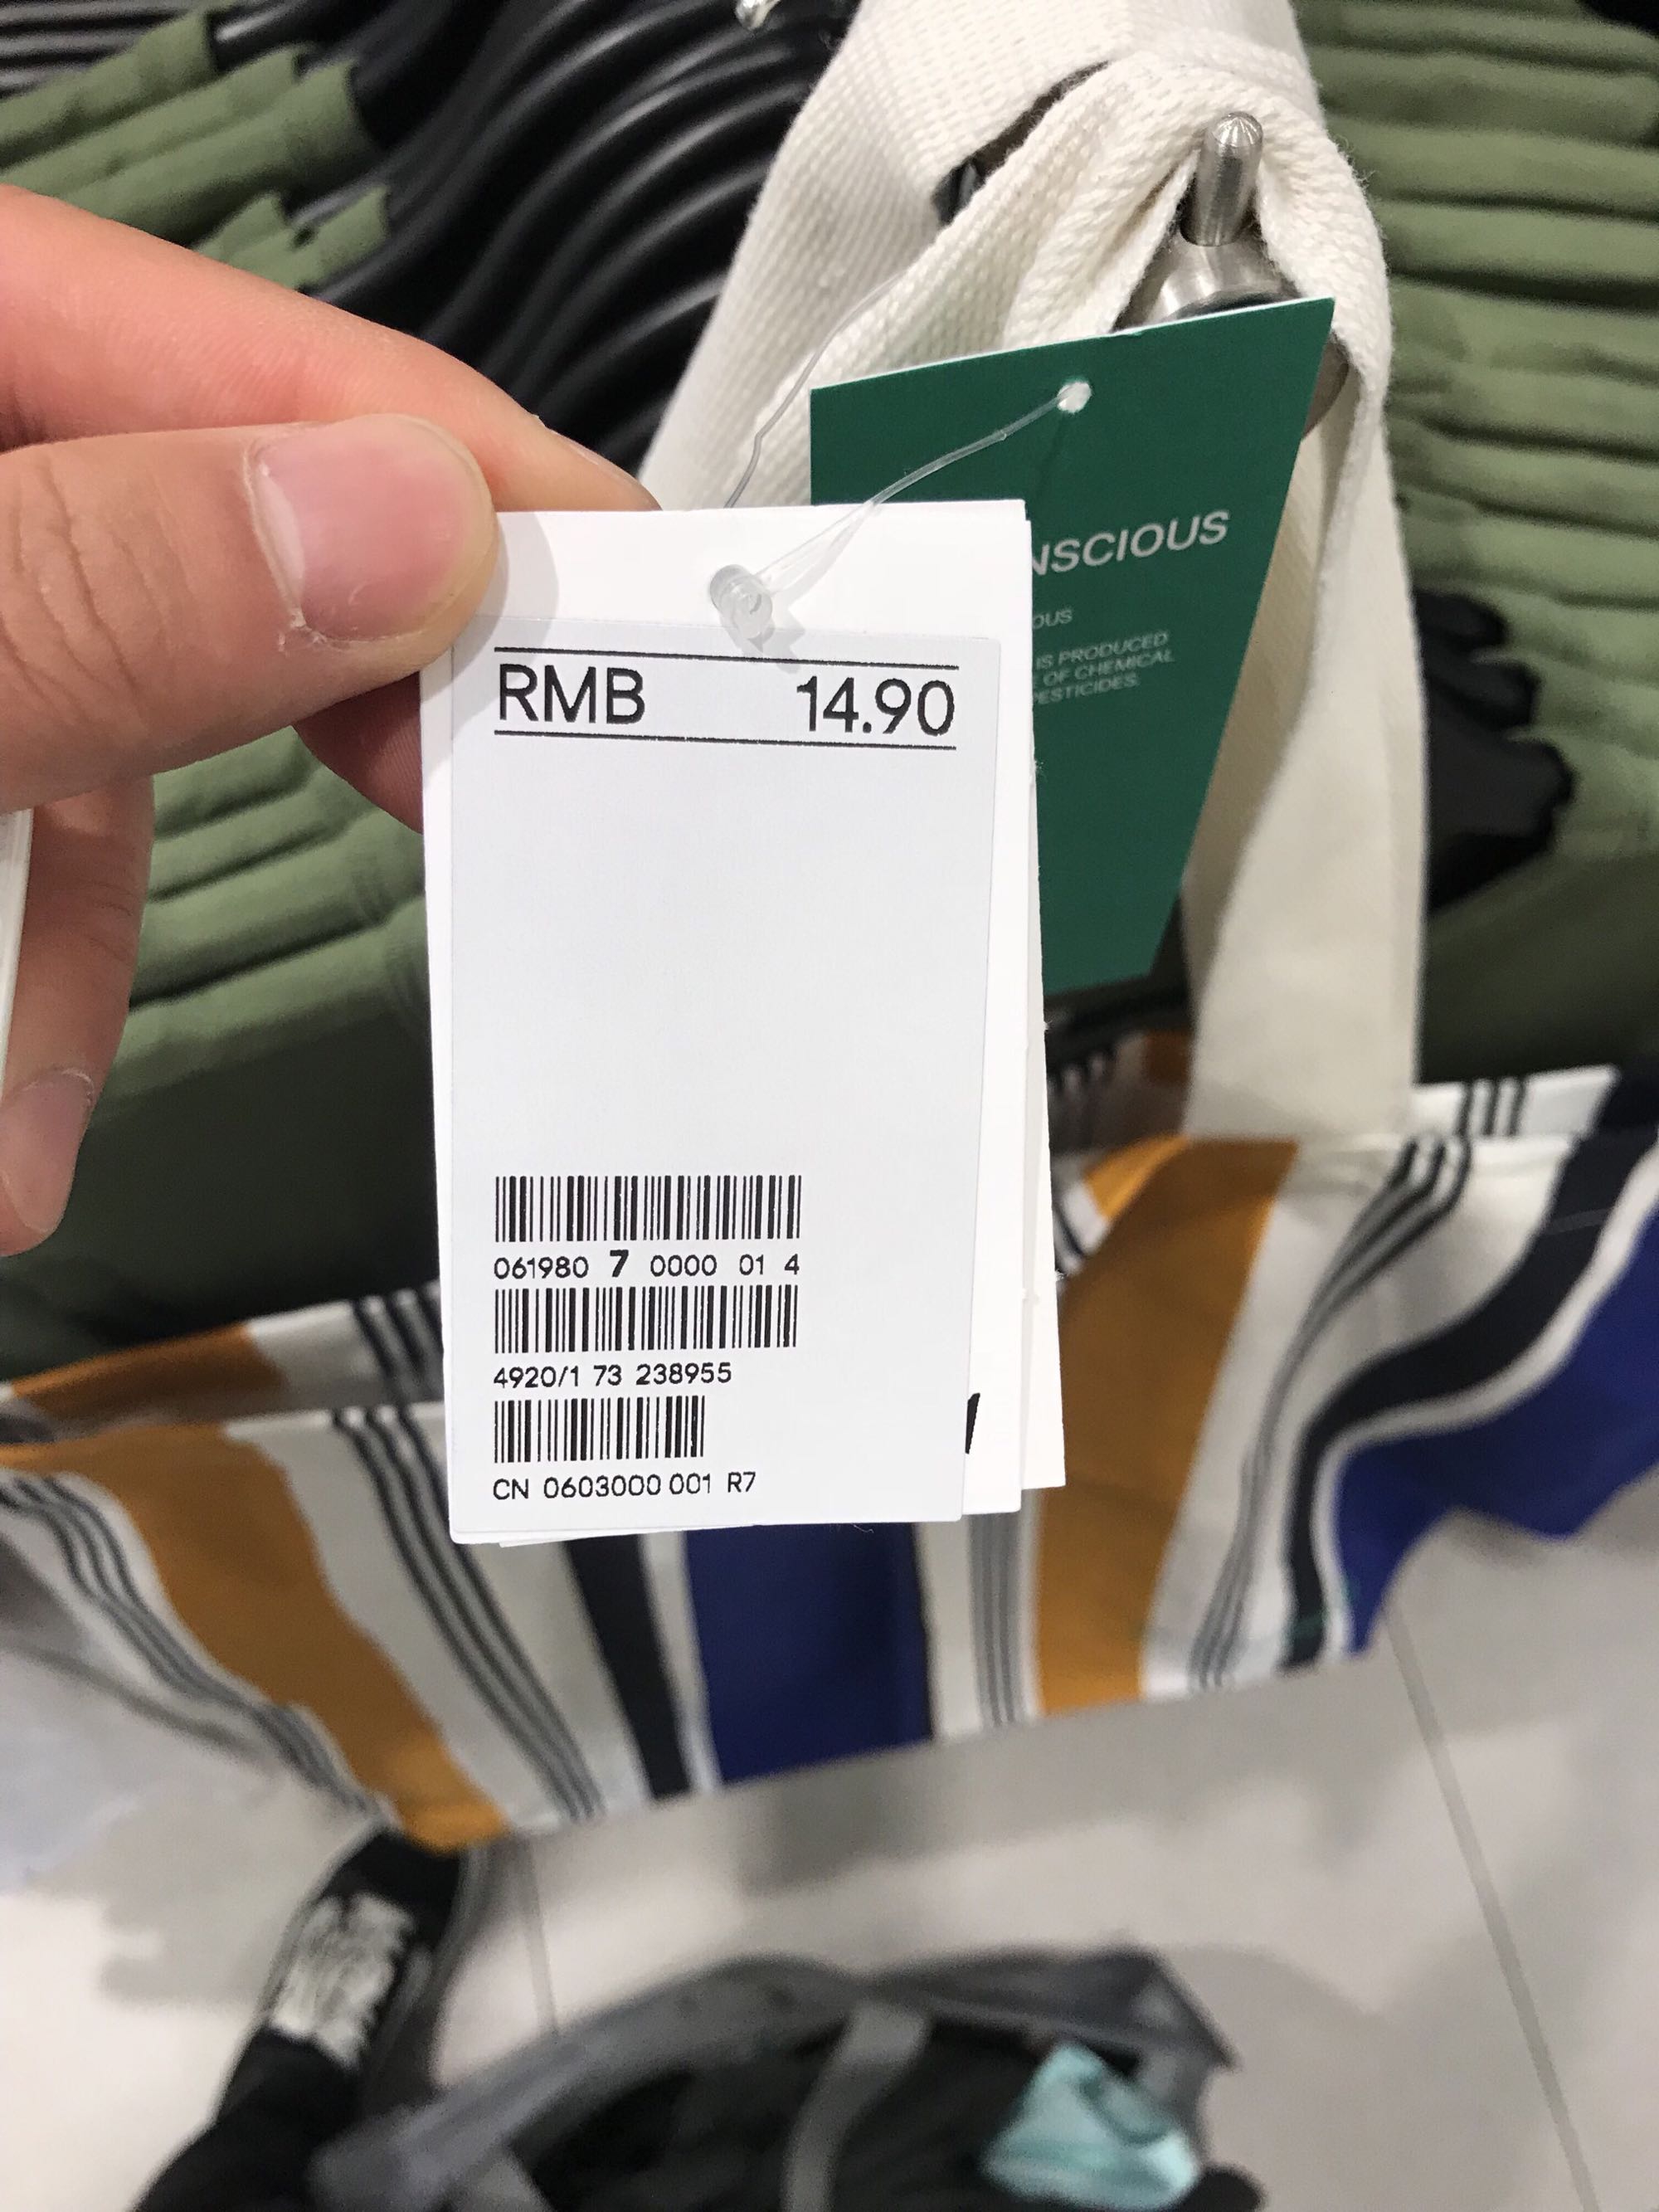 NSCIOUS
OUS
IS PRODUCED
OF CHEMICAL
PESTICIDES.
RMB 14.90
061980 7 0000 01 4
4920/1 73 238955
CN 0603000 001 R7